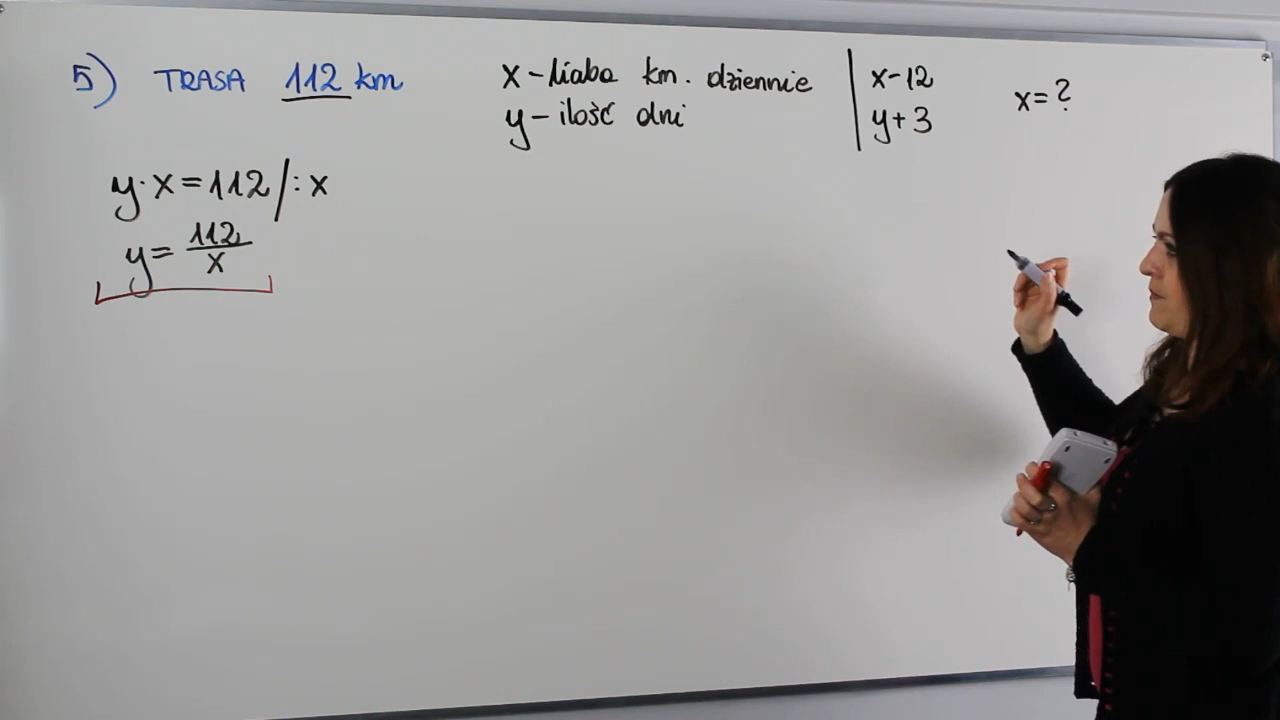 5) TRASA 112 km
x - liczba km. dziennie
y - ilość dni
x - 12
y + 3
x = ?
y · x = 112 / : x
y = 112/x